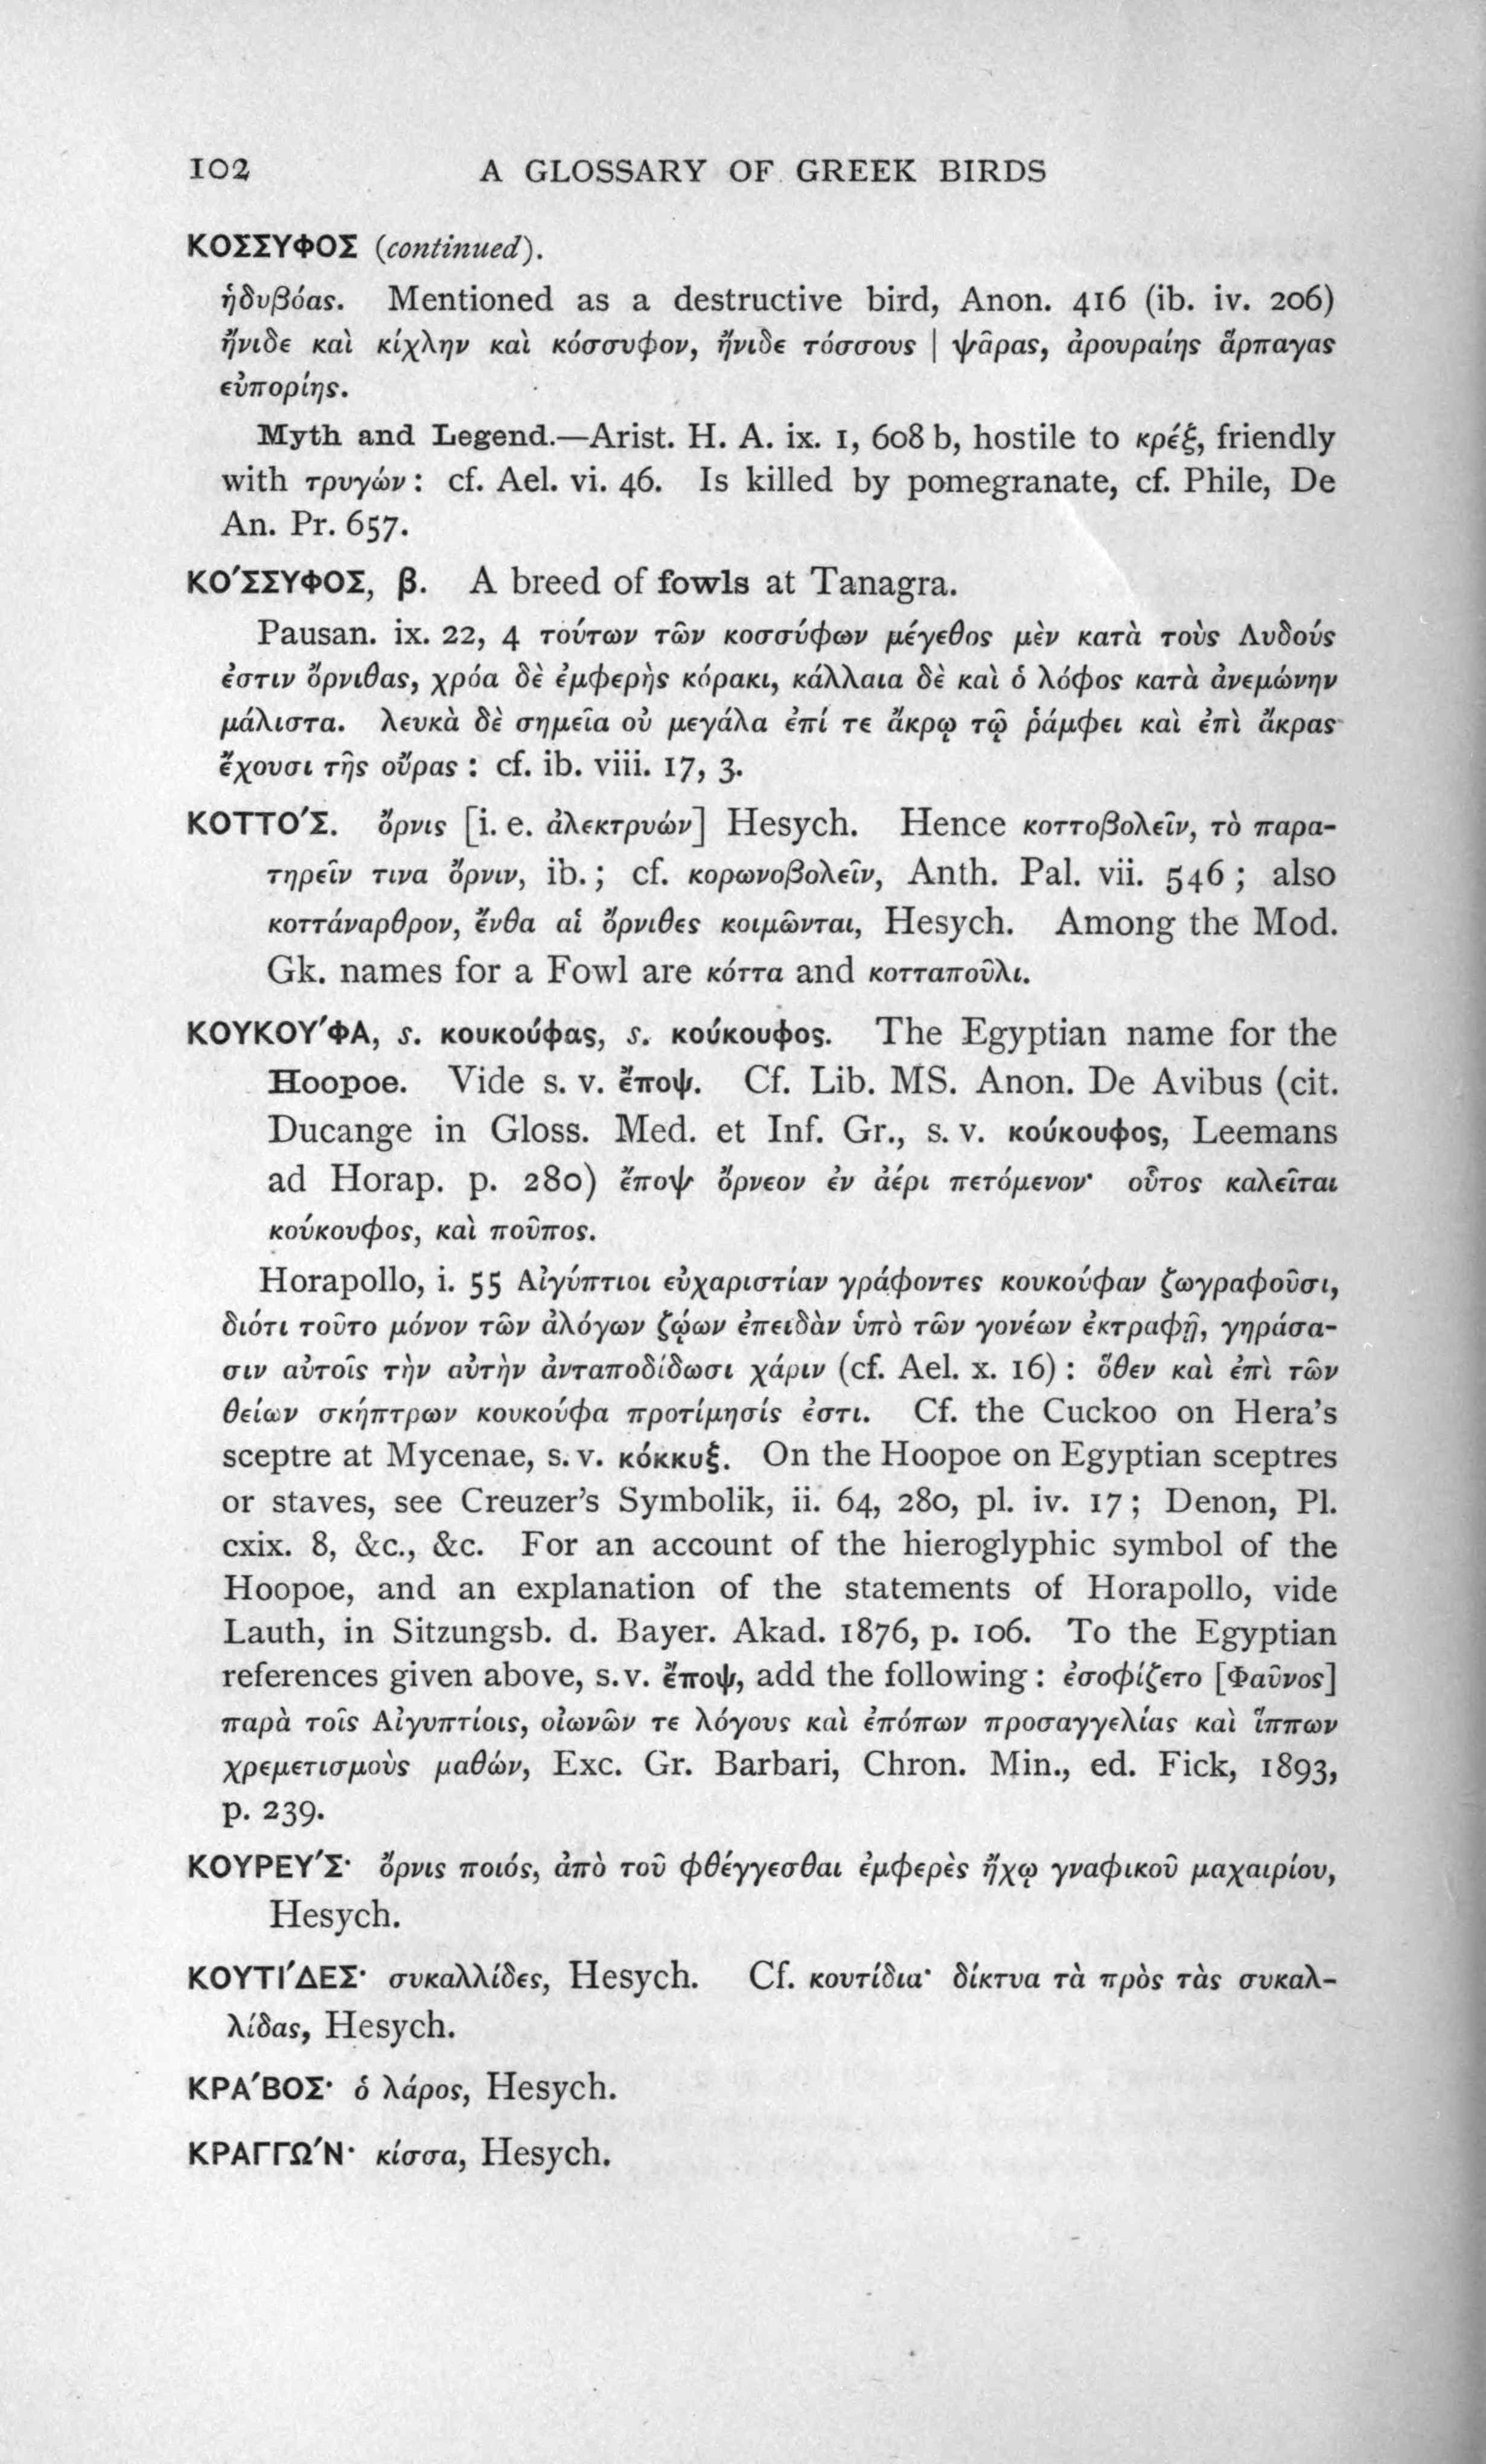 102 A GLOSSARY OF GREEK BIRDS
ΚΟΣΣΥΦΟΣ (continued).
ἡδυβόας. Mentioned as a destructive bird, Anon. 416 (ib. iv. 206)
ἤνιδε καὶ κίχλην καὶ κόσσυφον, ἤνιδε τόσσους | ψᾶρας, ἀρουραίης ἅρπαγας
εὐπορίης.
Myth and Legend.—Arist. H. A. ix. 1, 608 b, hostile to κρέξ, friendly
with τρυγών: cf. Ael. vi. 46. Is killed by pomegranate, cf. Phile, De
An. Pr. 657.
ΚΟ´ΣΣΥΦΟΣ, β. A breed of fowls at Tanagra.
Pausan. ix. 22, 4 τούτων τῶν κοσσύφων μέγεθος μὲν κατὰ τοὺς Λυδούς
ἐστιν ὄρνιθας, χρόα δὲ ἐμφερὴς κόρακι, κάλλαια δὲ καὶ ὁ λόφος κατὰ ἀνεμώνην
μάλιστα. λευκὰ δὲ σημεῖα οὐ μεγάλα ἐπί τε ἄκρῳ τῷ ῥάμφει καὶ ἐπὶ ἄκρας
ἔχουσι τῆς οὔρας : cf. ib. viii. 17, 3.
ΚΟΤΤΟ´Σ. ὄρνις [i. e. ἀλεκτρυών] Hesych. Hence κοττοβολεῖν, τὸ παρα-
τηρεῖν τινα ὄρνιν, ib.; cf. κορωνοβολεῖν, Anth. Pal. vii. 546; also
κοττάναρθρον, ἔνθα αἱ ὄρνιθες κοιμῶνται, Hesych. Among the Mod.
Gk. names for a Fowl are κόττα and κοτταποῦλι.
ΚΟΥΚΟΥ´ΦΑ, s. κουκούφας, s. κούκουφος. The Egyptian name for the
Hoopoe. Vide s. v. ἔποψ. Cf. Lib. MS. Anon. De Avibus (cit.
Ducange in Gloss. Med. et Inf. Gr., s. v. κούκουφος, Leemans
ad Horap. p. 280) ἔποψ ὄρνεον ἐν ἀέρι πετόμενον· οὗτος καλεῖται
κούκουφος, καὶ ποῦπος.
Horapollo, i. 55 Αἰγύπτιοι εὐχαριστίαν γράφοντες κουκούφαν ζωγραφοῦσι,
διότι τοῦτο μόνον τῶν ἀλόγων ζῴων ἐπειδὰν ὑπὸ τῶν γονέων ἐκτραφῇ, γηράσα-
σιν αὐτοῖς τὴν αὐτὴν ἀνταποδίδωσι χάριν (cf. Ael. x. 16) : ὅθεν καὶ ἐπὶ τῶν
θείων σκήπτρων κουκούφα προτίμησίς ἐστι. Cf. the Cuckoo on Hera's
sceptre at Mycenae, s. v. κόκκυξ. On the Hoopoe on Egyptian sceptres
or staves, see Creuzer's Symbolik, ii. 64, 280, pl. iv. 17; Denon, Pl.
cxix. 8, &c., &c. For an account of the hieroglyphic symbol of the
Hoopoe, and an explanation of the statements of Horapollo, vide
Lauth, in Sitzungsb. d. Bayer. Akad. 1876, p. 106. To the Egyptian
references given above, s. v. ἔποψ, add the following : ἐσοφίζετο [Φαῦνος]
παρὰ τοῖς Αἰγυπτίοις, οἰωνῶν τε λόγους καὶ ἐπόπων προσαγγελίας καὶ ἵππων
χρεμετισμοὺς μαθών, Exc. Gr. Barbari, Chron. Min., ed. Fick, 1893,
p. 239.
ΚΟΥΡΕΥ´Σ· ὄρνις ποιός, ἀπὸ τοῦ φθέγγεσθαι ἐμφερὲς ἤχῳ γναφικοῦ μαχαιρίου,
Hesych.
ΚΟΥΤΙ´ΔΕΣ· συκαλλίδες, Hesych. Cf. κουτίδια· δίκτυα τὰ πρὸς τὰς συκαλ-
λίδας, Hesych.
ΚΡΑ´ΒΟΣ· ὁ λάρος, Hesych.
ΚΡΑΓΓΩ´Ν· κίσσα, Hesych.